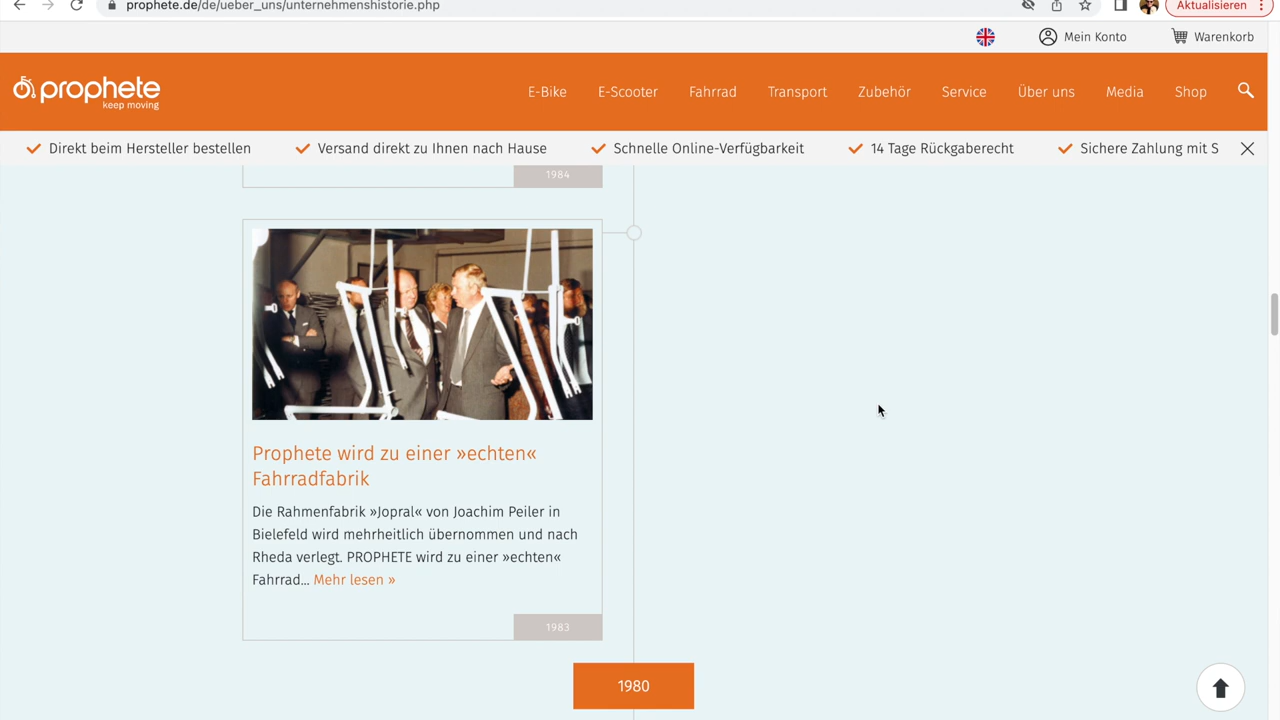 prophete.de/de/ueber_uns/unternehmenshistorie.php
Aktualisieren
Mein Konto
Warenkorb
prophete
keep moving
E-Bike E-Scooter Fahrrad Transport Zubehör Service Über uns Media Shop
Direkt beim Hersteller bestellen Versand direkt zu Ihnen nach Hause Schnelle Online-Verfügbarkeit 14 Tage Rückgaberecht Sichere Zahlung mit S
1984
Prophete wird zu einer »echten«
Fahrradfabrik
Die Rahmenfabrik »Jopral« von Joachim Peiler in
Bielefeld wird mehrheitlich übernommen und nach
Rheda verlegt. PROPHETE wird zu einer »echten«
Fahrrad... Mehr lesen »
1983
1980